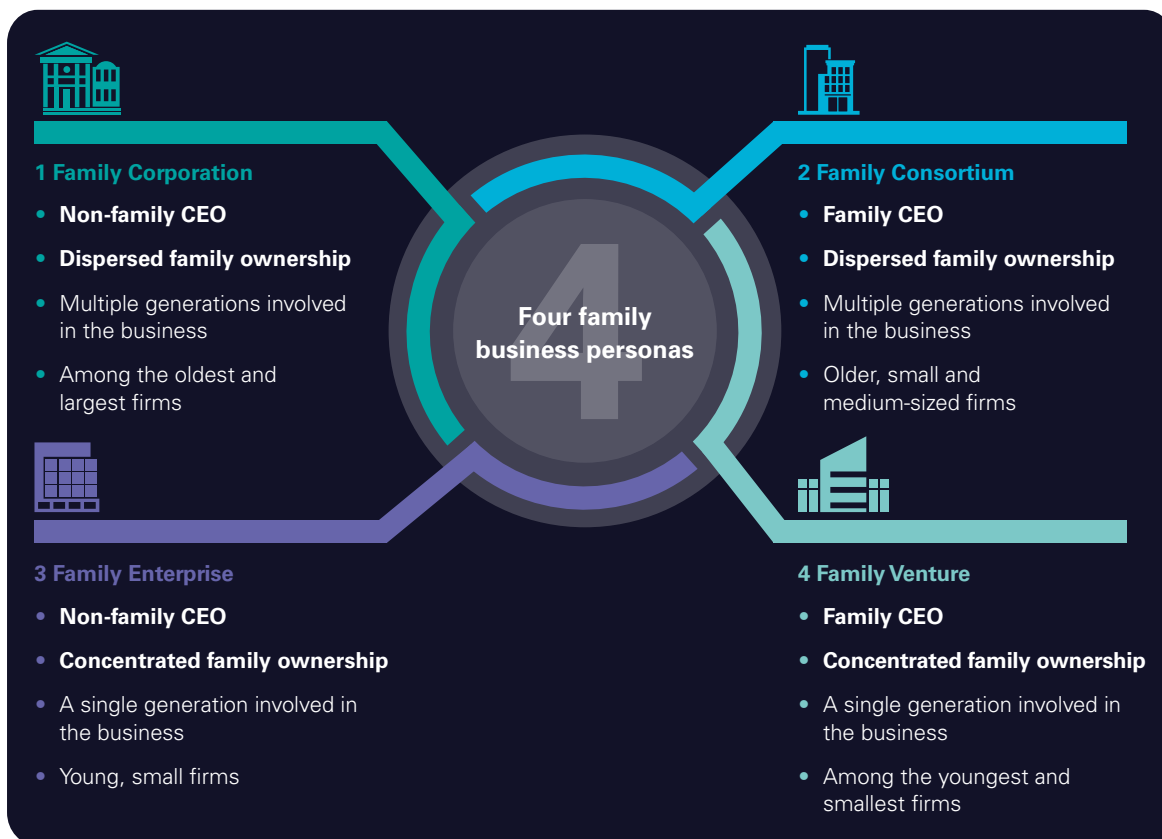 1 Family Corporation
• Non-family CEO
• Dispersed family ownership
• Multiple generations involved
in the business
• Among the oldest and
largest firms
2 Family Consortium
• Family CEO
• Dispersed family ownership
• Multiple generations involved
in the business
• Older, small and
medium-sized firms
4
Four family
business personas
3 Family Enterprise
• Non-family CEO
• Concentrated family ownership
• A single generation involved in
the business
• Young, small firms
4 Family Venture
• Family CEO
• Concentrated family ownership
• A single generation involved in
the business
• Among the youngest and
smallest firms